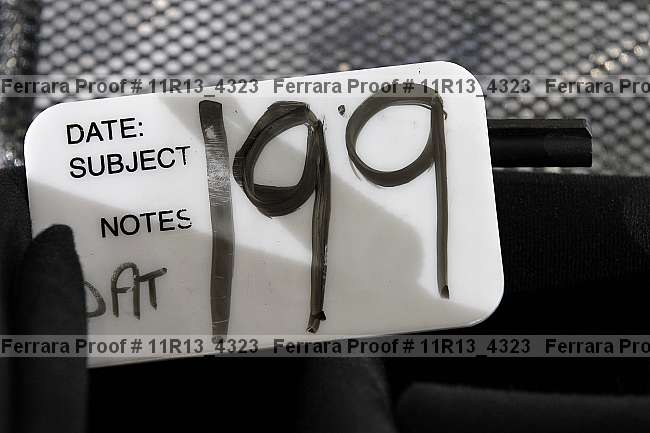 Ferrara Proof # 11R13_4323 Ferrara Proof # 11R13_4323 Ferrara Pro
DATE:
SUBJECT
NOTES
199
DAT
Ferrara Proof # 11R13_4323 Ferrara Proof # 11R13_4323 Ferrara Pro